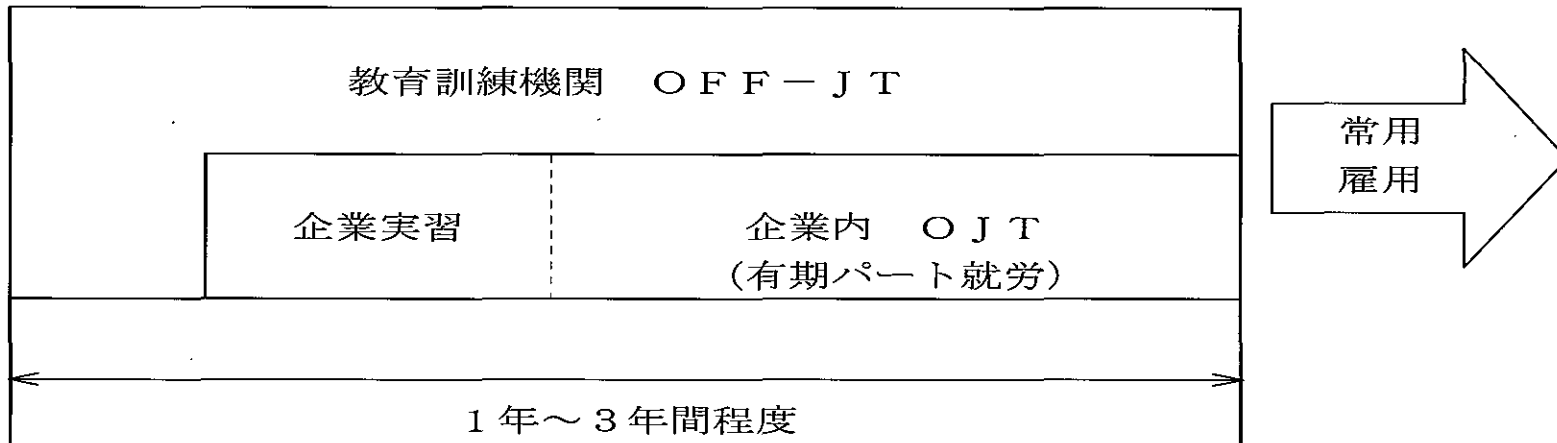 教育訓練機関　ＯＦＦ－ＪＴ
常用
雇用
企業実習
企業内　ＯＪＴ
（有期パート就労）
１年～３年間程度